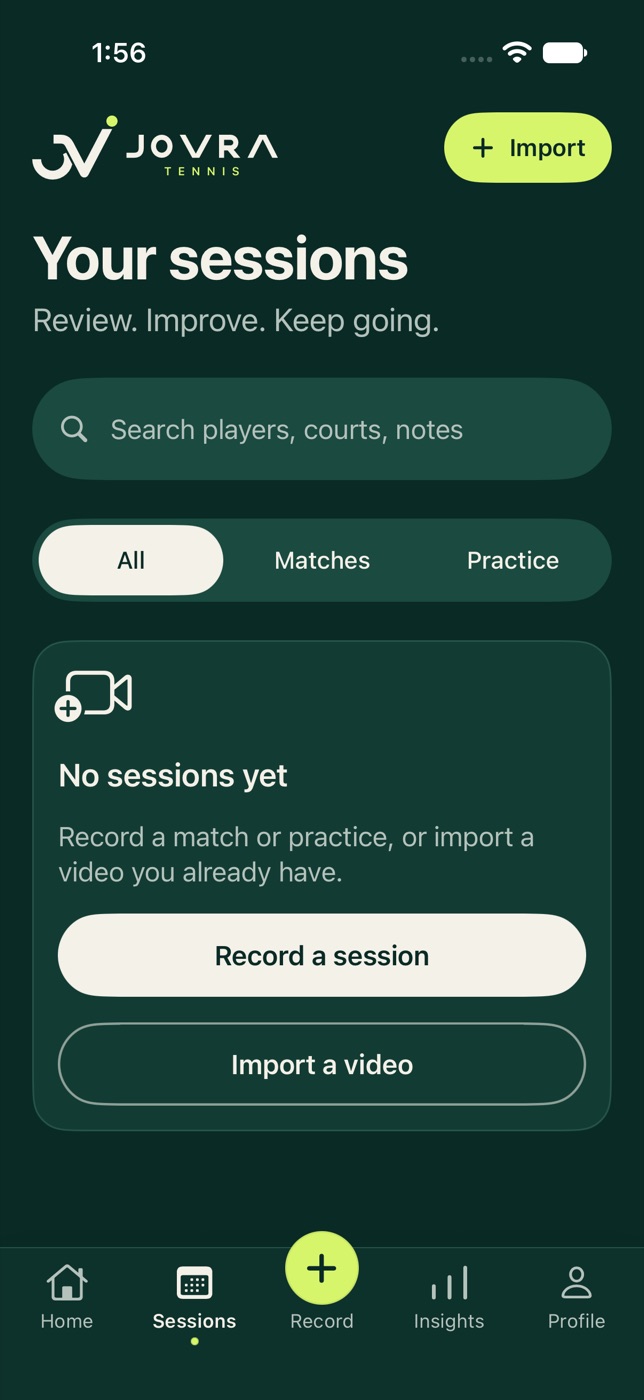 1:56
JOVRA
TENNIS
Import
Your sessions
Review. Improve. Keep going.
Search players, courts, notes
All
Matches
Practice
No sessions yet
Record a match or practice, or import a
video you already have.
Record a session
Import a video
Home
Sessions
Record
Insights
Profile